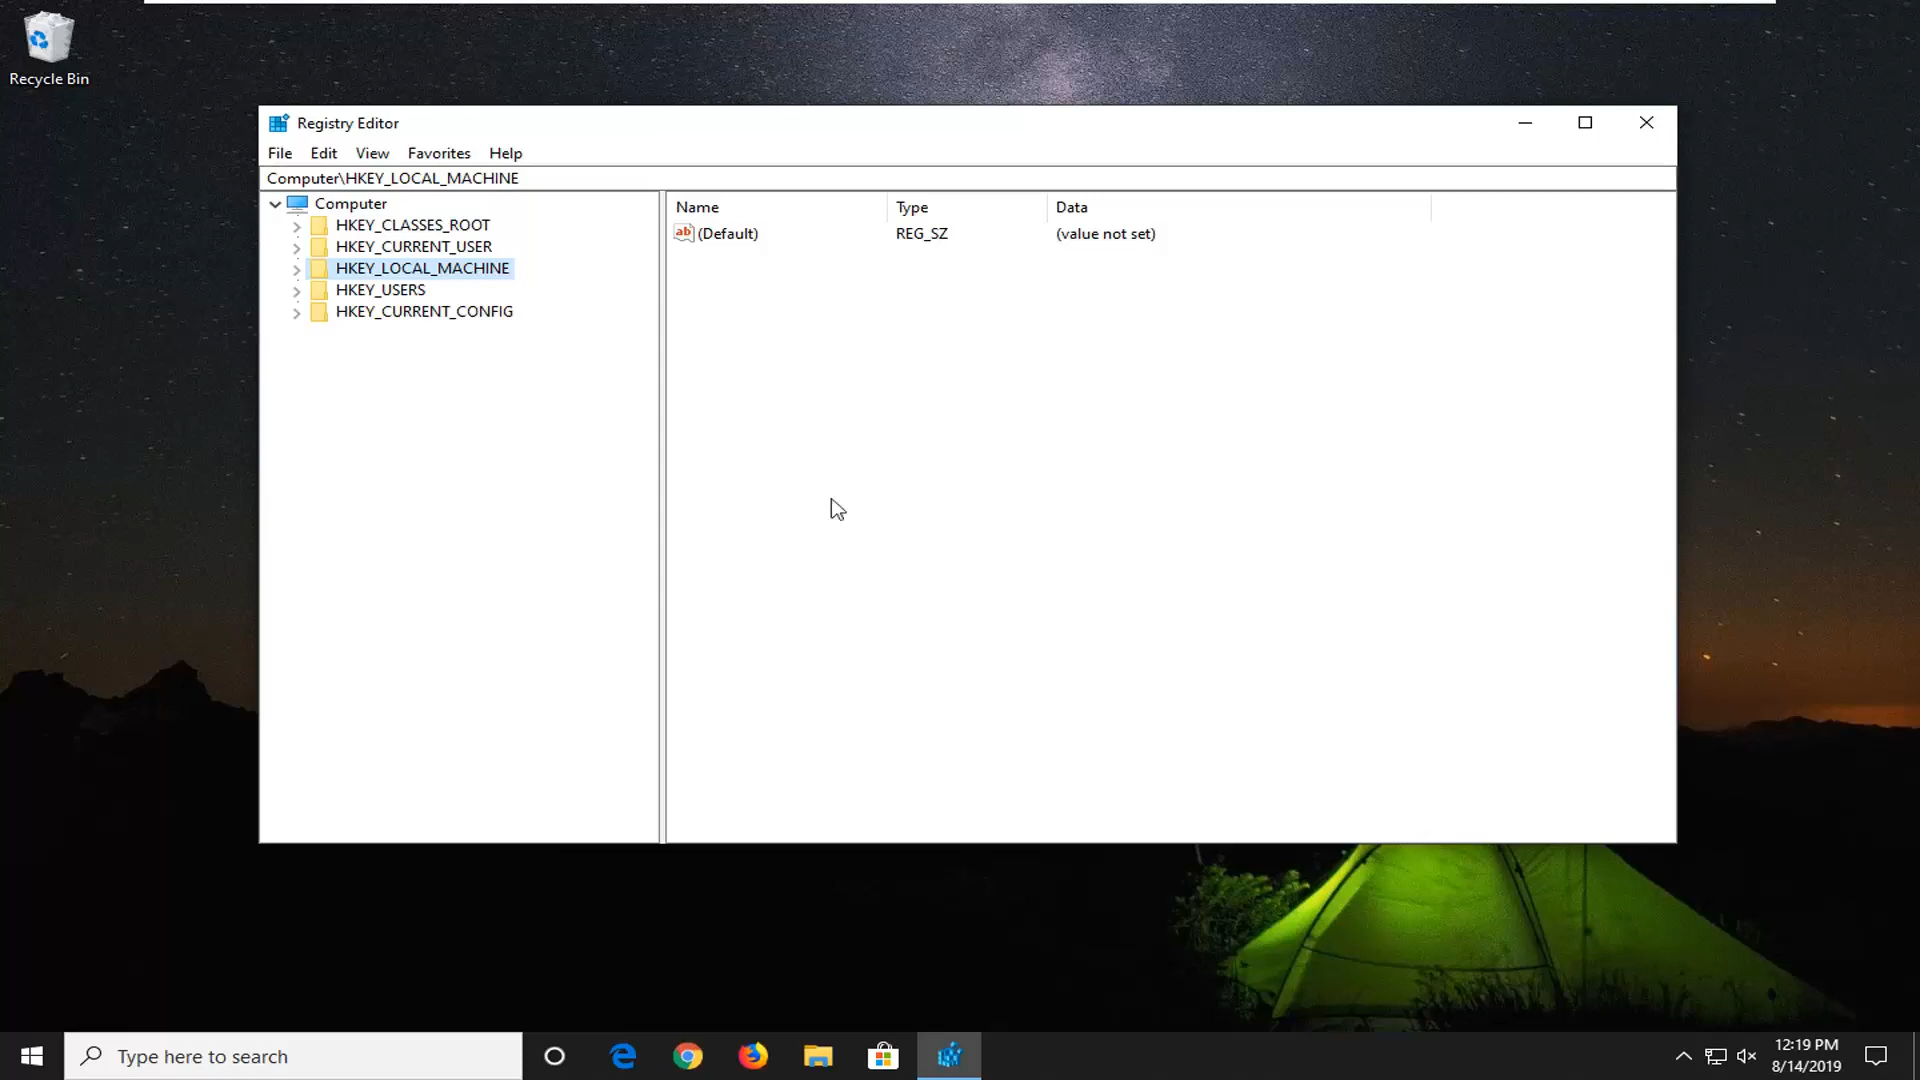 Recycle Bin
Registry Editor
File Edit View Favorites Help
Computer\HKEY_LOCAL_MACHINE
Computer
HKEY_CLASSES_ROOT
HKEY_CURRENT_USER
HKEY_LOCAL_MACHINE
HKEY_USERS
HKEY_CURRENT_CONFIG
Name Type Data
ab (Default) REG_SZ (value not set)
Type here to search
12:19 PM
8/14/2019